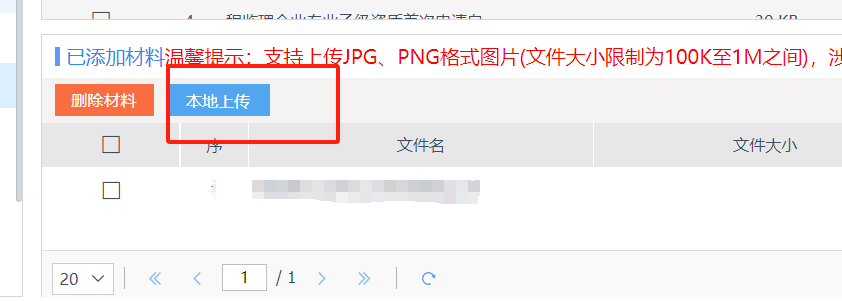 20 KB
已添加材料温馨提示：支持上传JPG、PNG格式图片(文件大小限制为100K至1M之间)，涉
删除材料 本地上传
序 文件名 文件大小
20 1 / 1